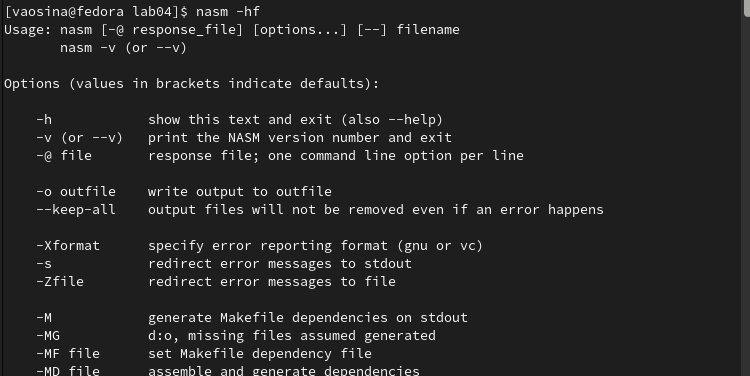 [vaosina@fedora lab04]$ nasm -hf
Usage: nasm [-@ response_file] [options...] [--] filename
       nasm -v (or --v)

Options (values in brackets indicate defaults):

    -h            show this text and exit (also --help)
    -v (or --v)   print the NASM version number and exit
    -@ file       response file; one command line option per line

    -o outfile    write output to outfile
    --keep-all    output files will not be removed even if an error happens

    -Xformat      specify error reporting format (gnu or vc)
    -s            redirect error messages to stdout
    -Zfile        redirect error messages to file

    -M            generate Makefile dependencies on stdout
    -MG           d:o, missing files assumed generated
    -MF file      set Makefile dependency file
    -MD file      assemble and generate dependencies